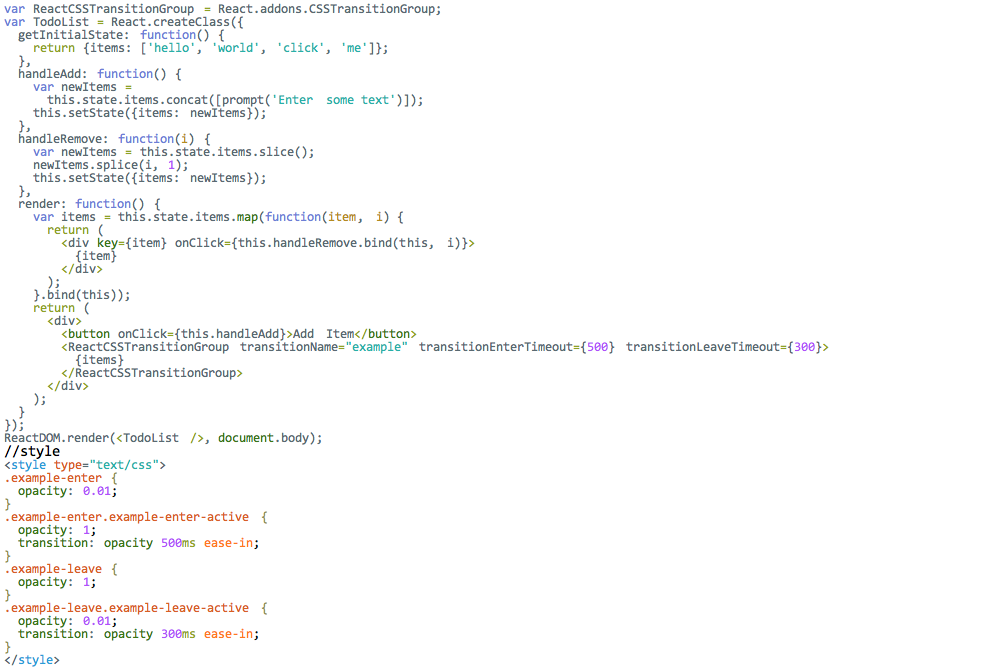 var ReactCSSTransitionGroup = React.addons.CSSTransitionGroup;
var TodoList = React.createClass({
  getInitialState: function() {
    return {items: ['hello', 'world', 'click', 'me']};
  },
  handleAdd: function() {
    var newItems =
      this.state.items.concat([prompt('Enter some text')]);
    this.setState({items: newItems});
  },
  handleRemove: function(i) {
    var newItems = this.state.items.slice();
    newItems.splice(i, 1);
    this.setState({items: newItems});
  },
  render: function() {
    var items = this.state.items.map(function(item, i) {
      return (
        <div key={item} onClick={this.handleRemove.bind(this, i)}>
          {item}
        </div>
      );
    }.bind(this));
    return (
      <div>
        <button onClick={this.handleAdd}>Add Item</button>
        <ReactCSSTransitionGroup transitionName="example" transitionEnterTimeout={500} transitionLeaveTimeout={300}>
          {items}
        </ReactCSSTransitionGroup>
      </div>
    );
  }
});
ReactDOM.render(<TodoList />, document.body);
//style
<style type="text/css">
.example-enter {
  opacity: 0.01;
}
.example-enter.example-enter-active {
  opacity: 1;
  transition: opacity 500ms ease-in;
}
.example-leave {
  opacity: 1;
}
.example-leave.example-leave-active {
  opacity: 0.01;
  transition: opacity 300ms ease-in;
}
</style>